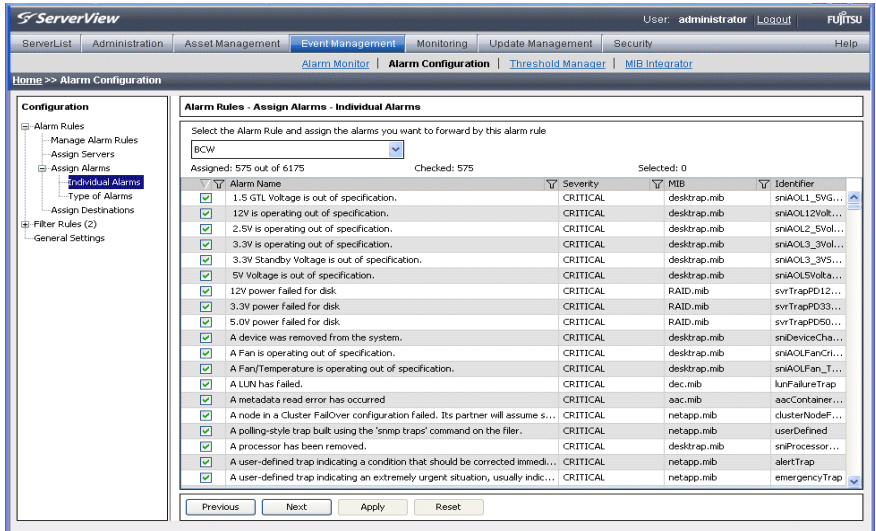 ServerView
User: administrator Logout
FUJITSU
ServerList Administration Asset Management Event Management Monitoring Update Management Security Help
Alarm Monitor | Alarm Configuration | Threshold Manager | MIB Integrator
Home >> Alarm Configuration
Configuration
Alarm Rules
Manage Alarm Rules
Assign Servers
Assign Alarms
Individual Alarms
Type of Alarms
Assign Destinations
Filter Rules (2)
General Settings
Alarm Rules - Assign Alarms - Individual Alarms
Select the Alarm Rule and assign the alarms you want to forward by this alarm rule
BCW
Assigned: 575 out of 6175 Checked: 575 Selected: 0
Alarm Name Severity MIB Identifier
1.5 GTL Voltage is out of specification. CRITICAL desktrap.mib sniAOL1_5VG...
12V is operating out of specification. CRITICAL desktrap.mib sniAOL12Volt...
2.5V is operating out of specification. CRITICAL desktrap.mib sniAOL2_5Vol...
3.3V is operating out of specification. CRITICAL desktrap.mib sniAOL3_3Vol...
3.3V Standby Voltage is out of specification. CRITICAL desktrap.mib sniAOL3_3VS...
5V Voltage is out of specification. CRITICAL desktrap.mib sniAOL5Volta...
12V power failed for disk CRITICAL RAID.mib svrTrapPD12...
3.3V power failed for disk CRITICAL RAID.mib svrTrapPD33...
5.0V power failed for disk CRITICAL RAID.mib svrTrapPD50...
A device was removed from the system. CRITICAL desktrap.mib sniDeviceCha...
A Fan is operating out of specification. CRITICAL desktrap.mib sniAOLFanCri...
A Fan/Temperature is operating out of specification. CRITICAL desktrap.mib sniAOLFan_T...
A LUN has failed. CRITICAL dec.mib lunFailureTrap
A metadata read error has occurred CRITICAL aac.mib aacContainer...
A node in a Cluster FailOver configuration failed. Its partner will assume s... CRITICAL netapp.mib clusterNodeF...
A polling-style trap built using the 'snmp traps' command on the filer. CRITICAL netapp.mib userDefined
A processor has been removed. CRITICAL desktrap.mib sniProcessor...
A user-defined trap indicating a condition that should be corrected immedi... CRITICAL netapp.mib alertTrap
A user-defined trap indicating an extremely urgent situation, usually indic... CRITICAL netapp.mib emergencyTrap
Previous Next Apply Reset